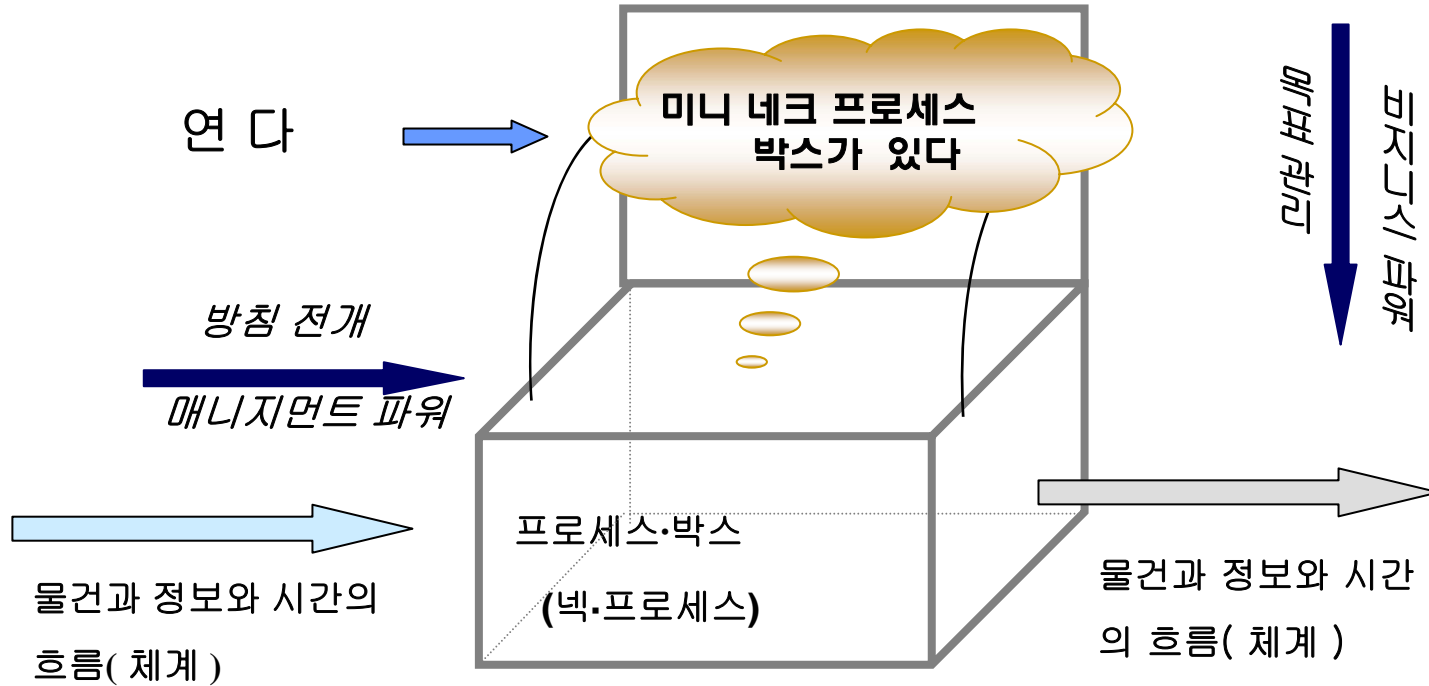 연 다
미니 네크 프로세스
박스가 있다
목표 관리
비지니스 파워
방침 전개
매니지먼트 파워
프로세스·박스
(넥·프로세스)
물건과 정보와 시간의
흐름( 체계 )
물건과 정보와 시간
의 흐름( 체계 )